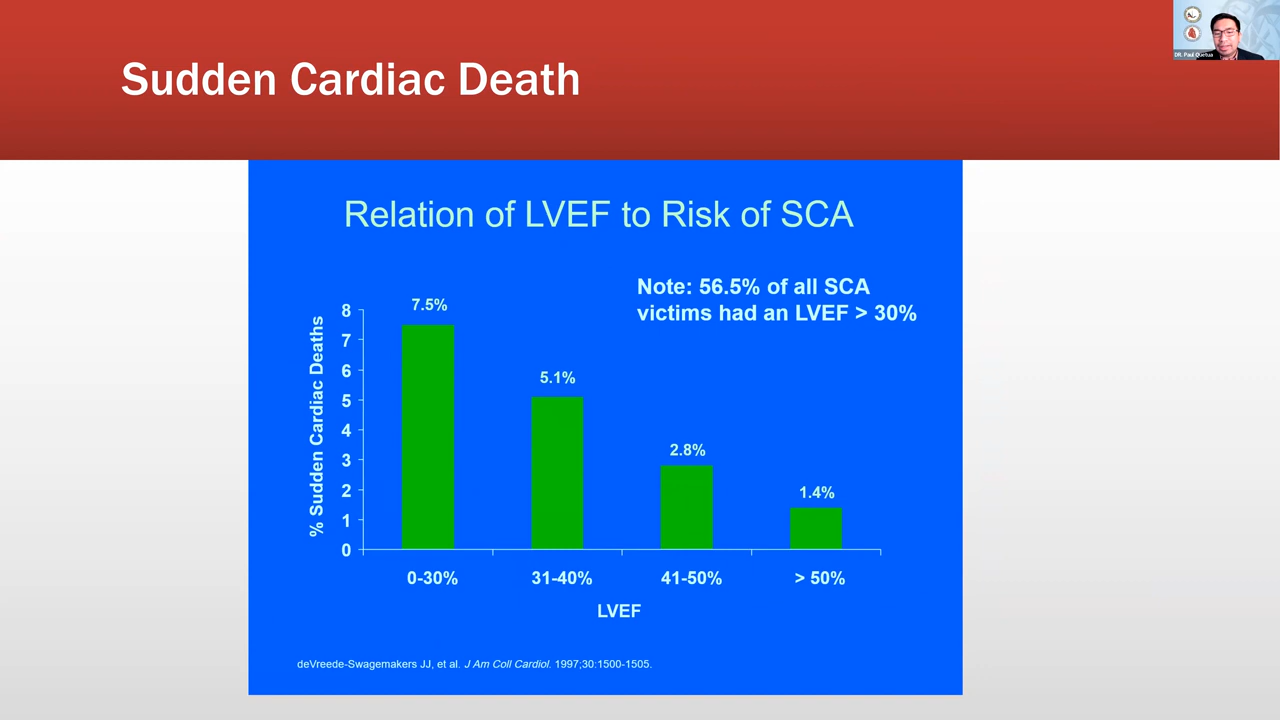 Sudden Cardiac Death
DR. Paul Quetua
Relation of LVEF to Risk of SCA
Note: 56.5% of all SCA
victims had an LVEF > 30%
% Sudden Cardiac Deaths
8
7
6
5
4
3
2
1
0
7.5%
5.1%
2.8%
1.4%
0-30%
31-40%
41-50%
> 50%
LVEF
deVreede-Swagemakers JJ, et al. J Am Coll Cardiol. 1997;30:1500-1505.